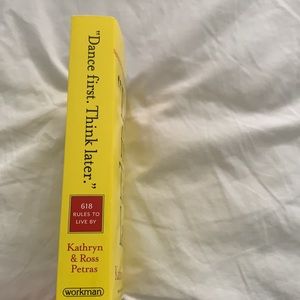 "Dance first. Think later."
618
RULES TO
LIVE BY
Kathryn
& Ross
Petras
workman